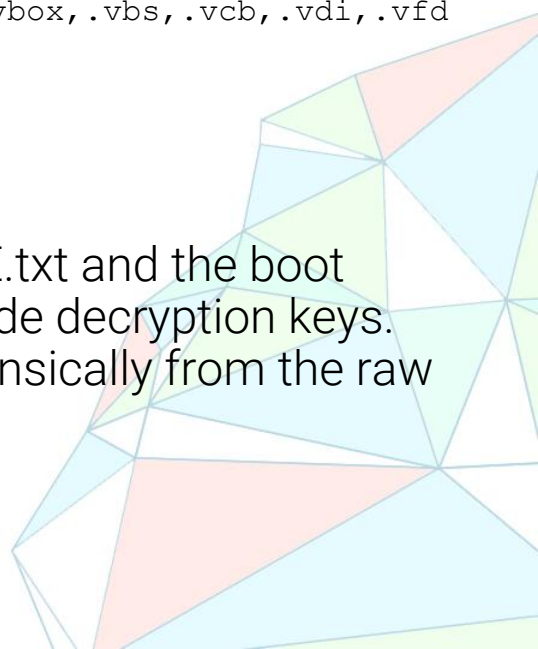 vbox,.vbs,.vcb,.vdi,.vfd
.txt and the boot
de decryption keys.
nsically from the raw